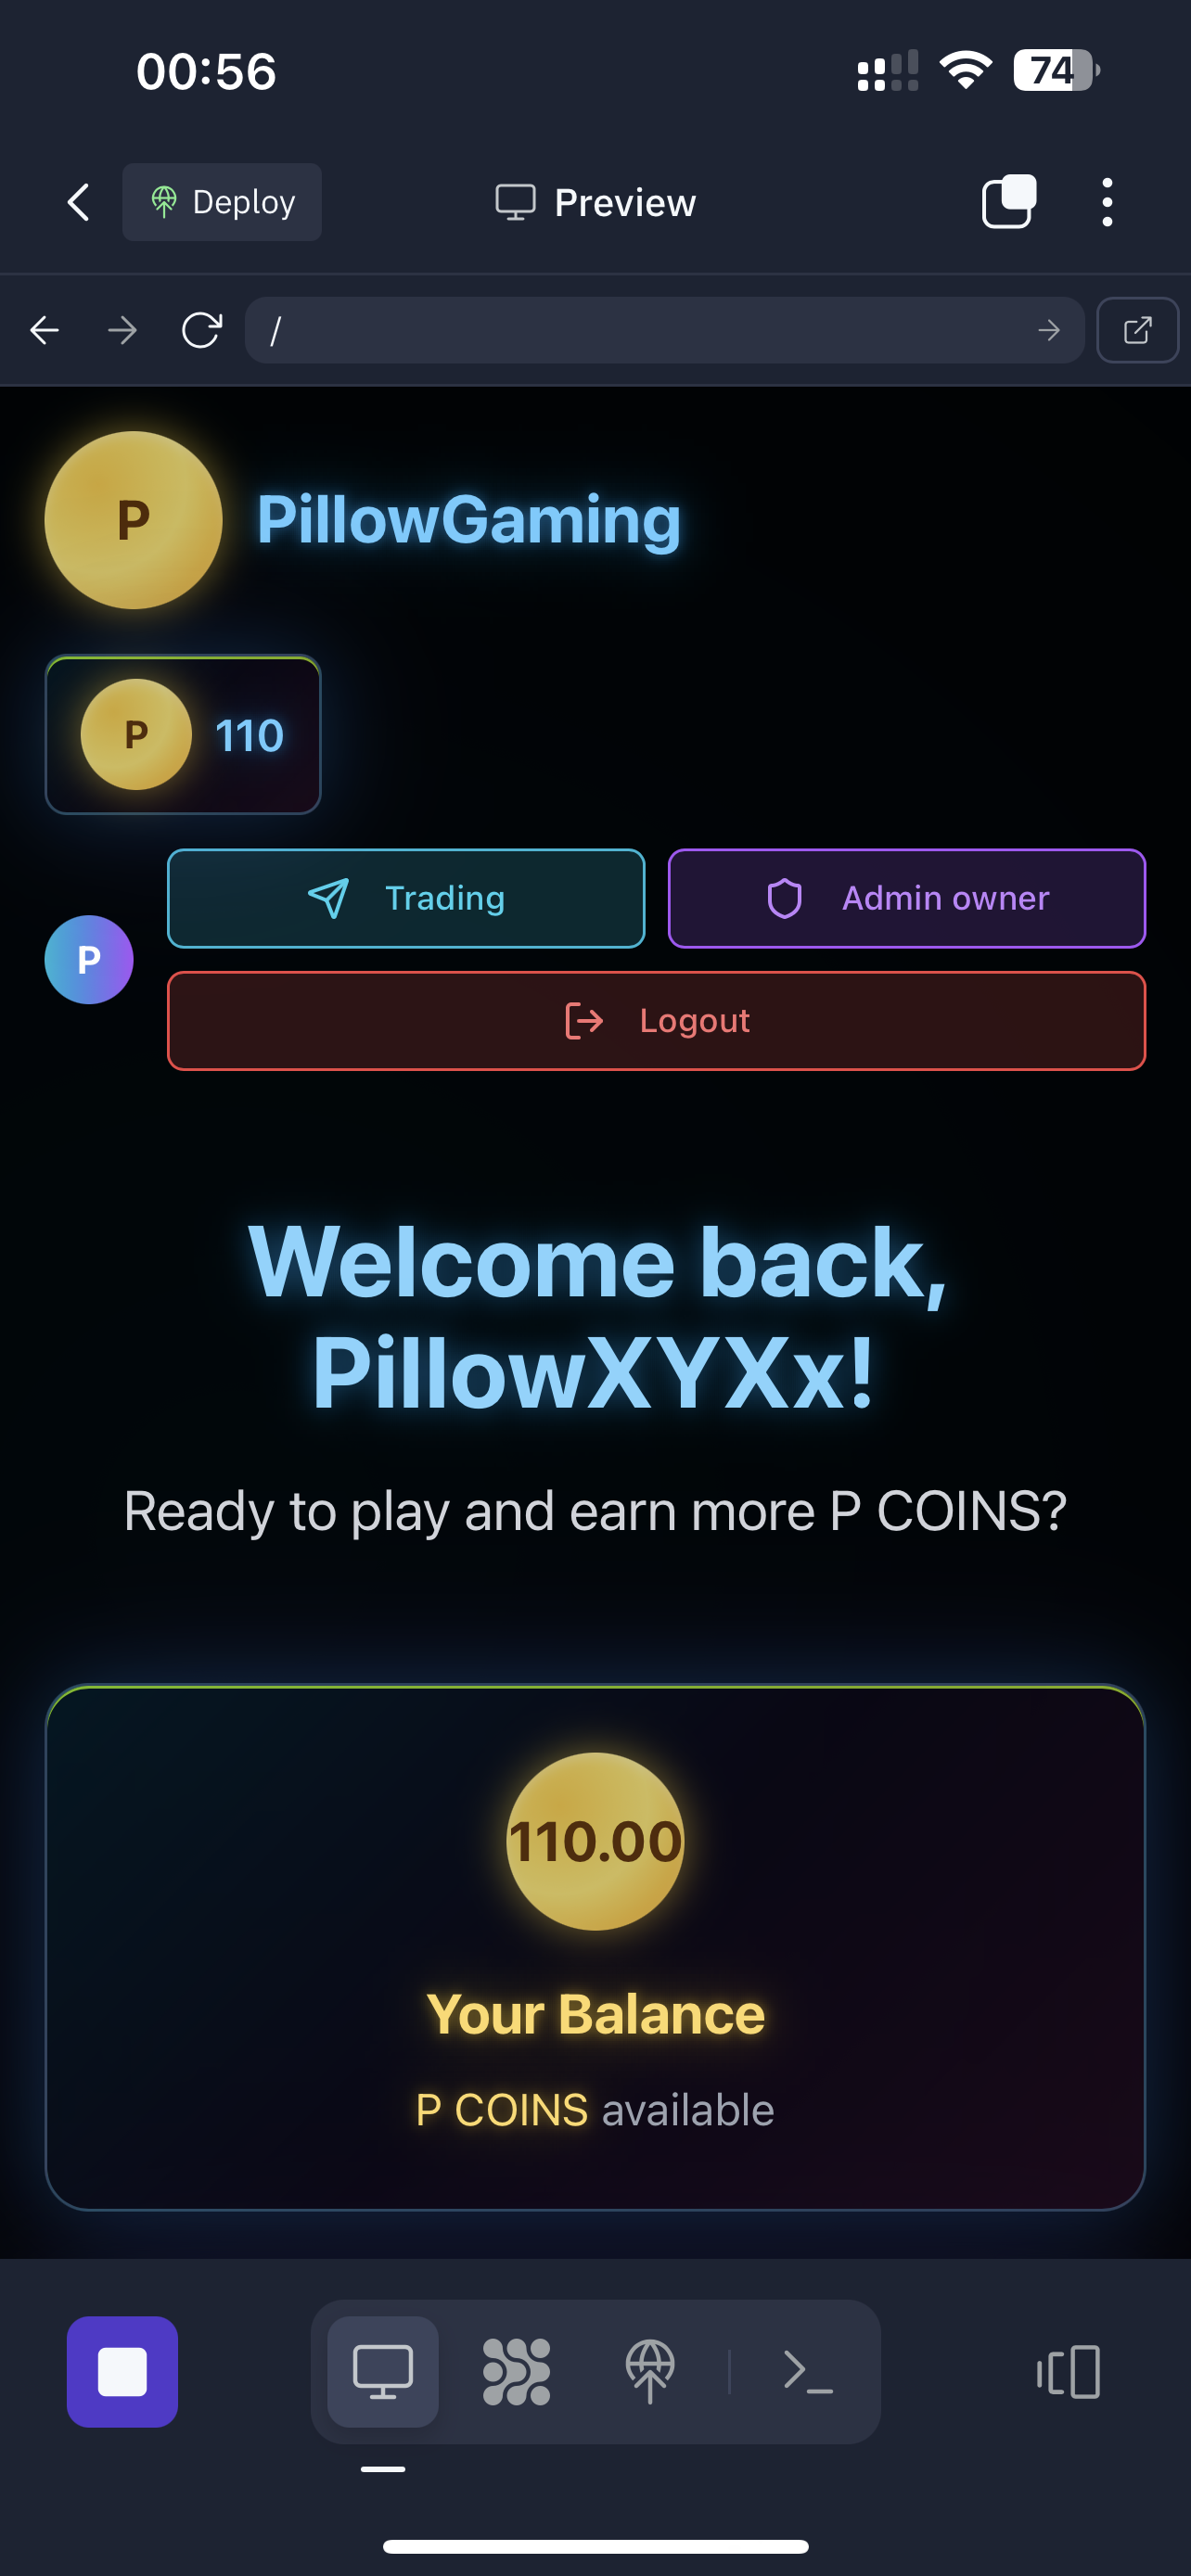 00:56
74
Deploy
Preview
/
P
PillowGaming
P
110
Trading
Admin owner
P
Logout
Welcome back,
PillowXYXx!
Ready to play and earn more P COINS?
110.00
Your Balance
P COINS available